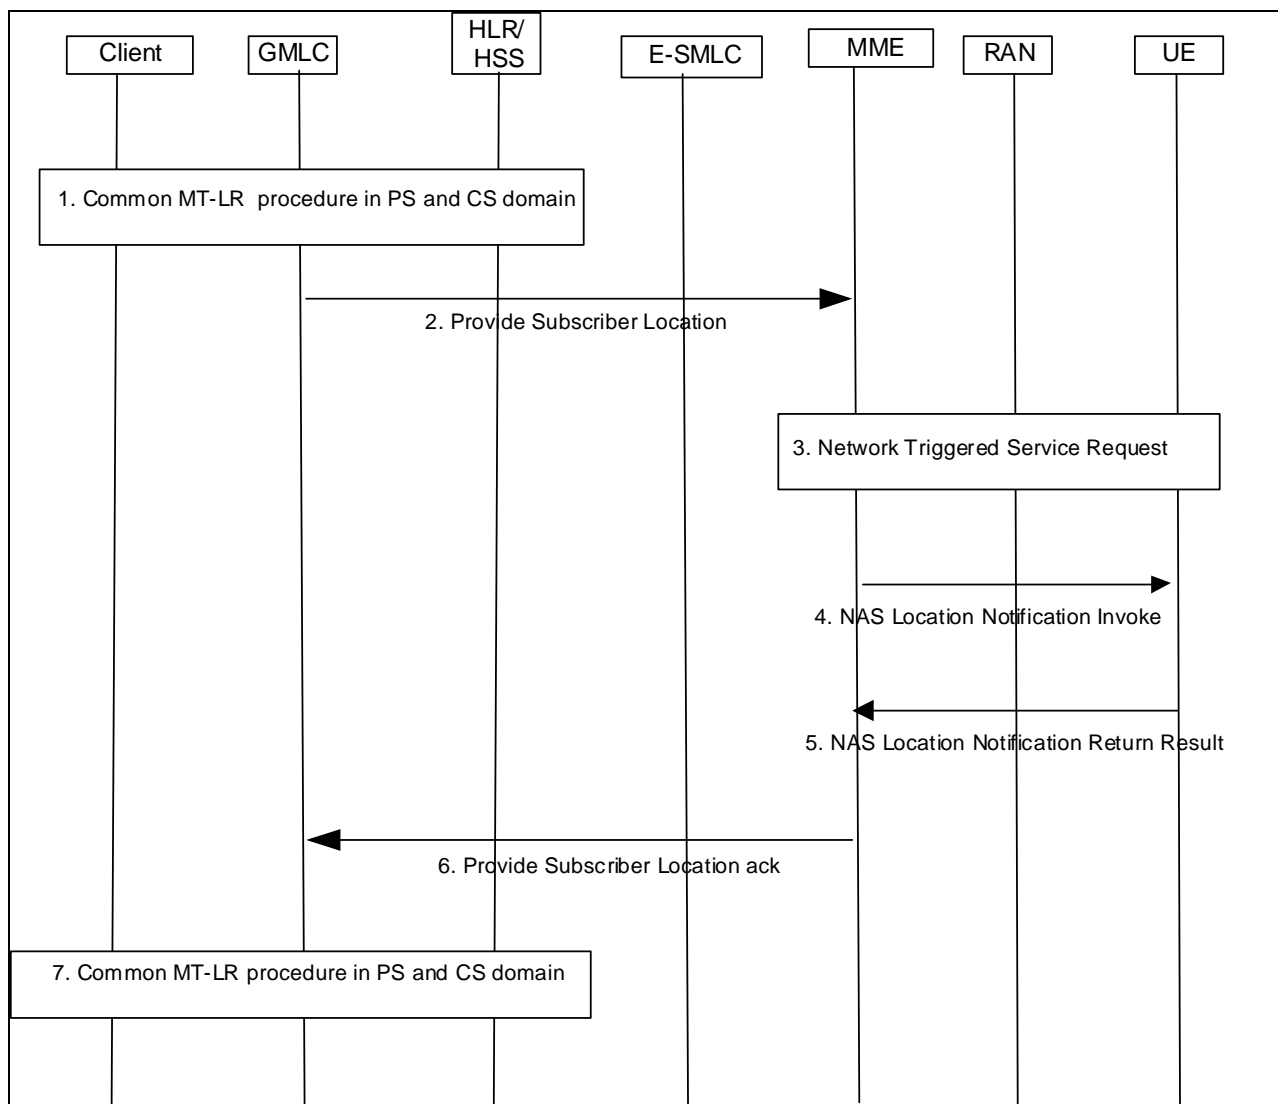 Client
GMLC
HLR/
HSS
E-SMLC
MME
RAN
UE
1. Common MT-LR procedure in PS and CS domain
2. Provide Subscriber Location
3. Network Triggered Service Request
4. NAS Location Notification Invoke
5. NAS Location Notification Return Result
6. Provide Subscriber Location ack
7. Common MT-LR procedure in PS and CS domain